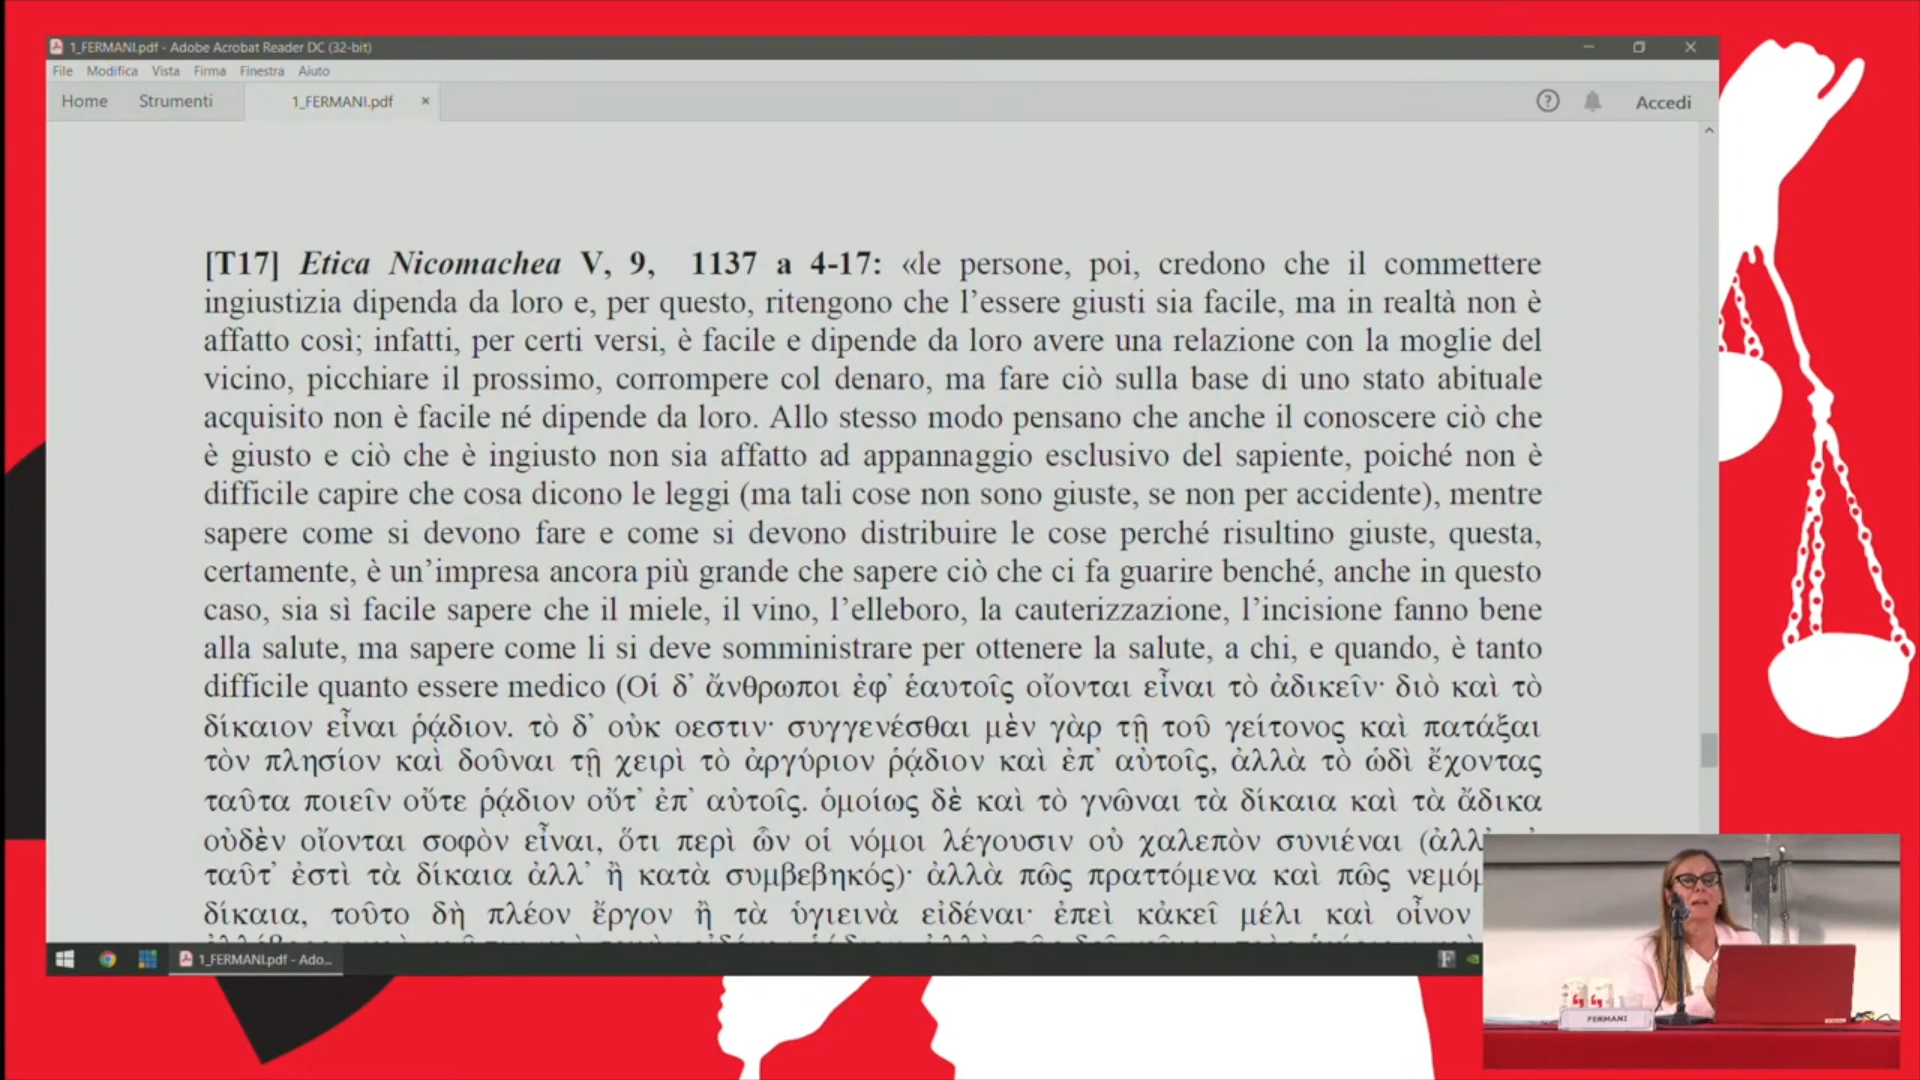 1_FERMANI.pdf - Adobe Acrobat Reader DC (32-bit)
File Modifica Vista Firma Finestra Aiuto
Home Strumenti 1_FERMANI.pdf × ? Accedi
[T17] Etica Nicomachea V, 9, 1137 a 4-17: «le persone, poi, credono che il commettere
ingiustizia dipenda da loro e, per questo, ritengono che l’essere giusti sia facile, ma in realtà non è
affatto così; infatti, per certi versi, è facile e dipende da loro avere una relazione con la moglie del
vicino, picchiare il prossimo, corrompere col denaro, ma fare ciò sulla base di uno stato abituale
acquisito non è facile né dipende da loro. Allo stesso modo pensano che anche il conoscere ciò che
è giusto e ciò che è ingiusto non sia affatto ad appannaggio esclusivo del sapiente, poiché non è
difficile capire che cosa dicono le leggi (ma tali cose non sono giuste, se non per accidente), mentre
sapere come si devono fare e come si devono distribuire le cose perché risultino giuste, questa,
certamente, è un’impresa ancora più grande che sapere ciò che ci fa guarire benché, anche in questo
caso, sia sì facile sapere che il miele, il vino, l’elleboro, la cauterizzazione, l’incisione fanno bene
alla salute, ma sapere come li si deve somministrare per ottenere la salute, a chi, e quando, è tanto
difficile quanto essere medico (Οἱ δ’ ἄνθρωποι ἐφ’ ἑαυτοῖς οἴονται εἶναι τὸ ἀδικεῖν· διὸ καὶ τὸ
δίκαιον εἶναι ῥᾴδιον. τὸ δ’ οὐκ οεστιν· συγγενέσθαι μὲν γὰρ τῇ τοῦ γείτονος καὶ πατάξαι
τὸν πλησίον καὶ δοῦναι τῇ χειρὶ τὸ ἀργύριον ῥᾴδιον καὶ ἐπ’ αὐτοῖς, ἀλλὰ τὸ ὡδὶ ἔχοντας
ταῦτα ποιεῖν οὔτε ῥᾴδιον οὔτ’ ἐπ’ αὐτοῖς. ὁμοίως δὲ καὶ τὸ γνῶναι τὰ δίκαια καὶ τὰ ἄδικα
οὐδὲν οἴονται σοφὸν εἶναι, ὅτι περὶ ὧν οἱ νόμοι λέγουσιν οὐ χαλεπὸν συνιέναι (ἀλλ’
ταῦτ’ ἐστὶ τὰ δίκαια ἀλλ’ ἢ κατὰ συμβεβηκός)· ἀλλὰ πῶς πραττόμενα καὶ πῶς νεμόμ
δίκαια, τοῦτο δὴ πλέον ἔργον ἢ τὰ ὑγιεινὰ εἰδέναι· ἐπεὶ κἀκεῖ μέλι καὶ οἶνον
1_FERMANI.pdf - Ado...
F
FERMANI